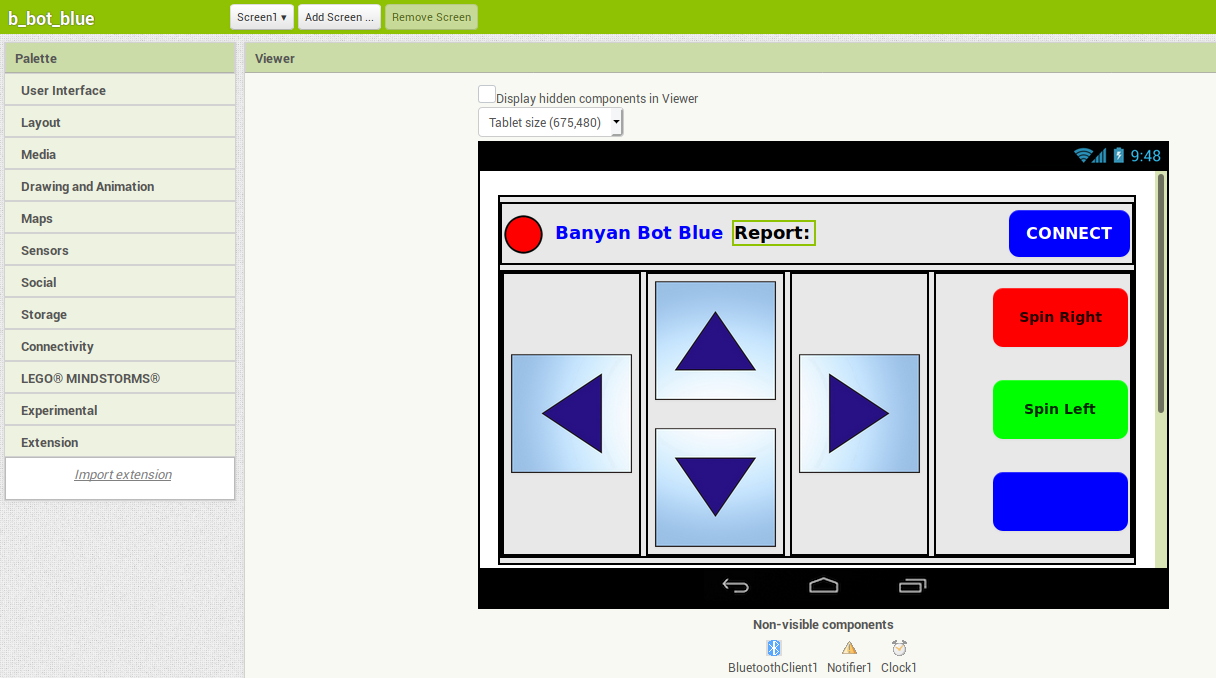 b_bot_blue
Screen1 ▾ Add Screen ... Remove Screen
Palette
User Interface
Layout
Media
Drawing and Animation
Maps
Sensors
Social
Storage
Connectivity
LEGO® MINDSTORMS®
Experimental
Extension
Import extension
Viewer
Display hidden components in Viewer
Tablet size (675,480)
9:48
Banyan Bot Blue Report: CONNECT
Spin Right
Spin Left
Non-visible components
BluetoothClient1 Notifier1 Clock1